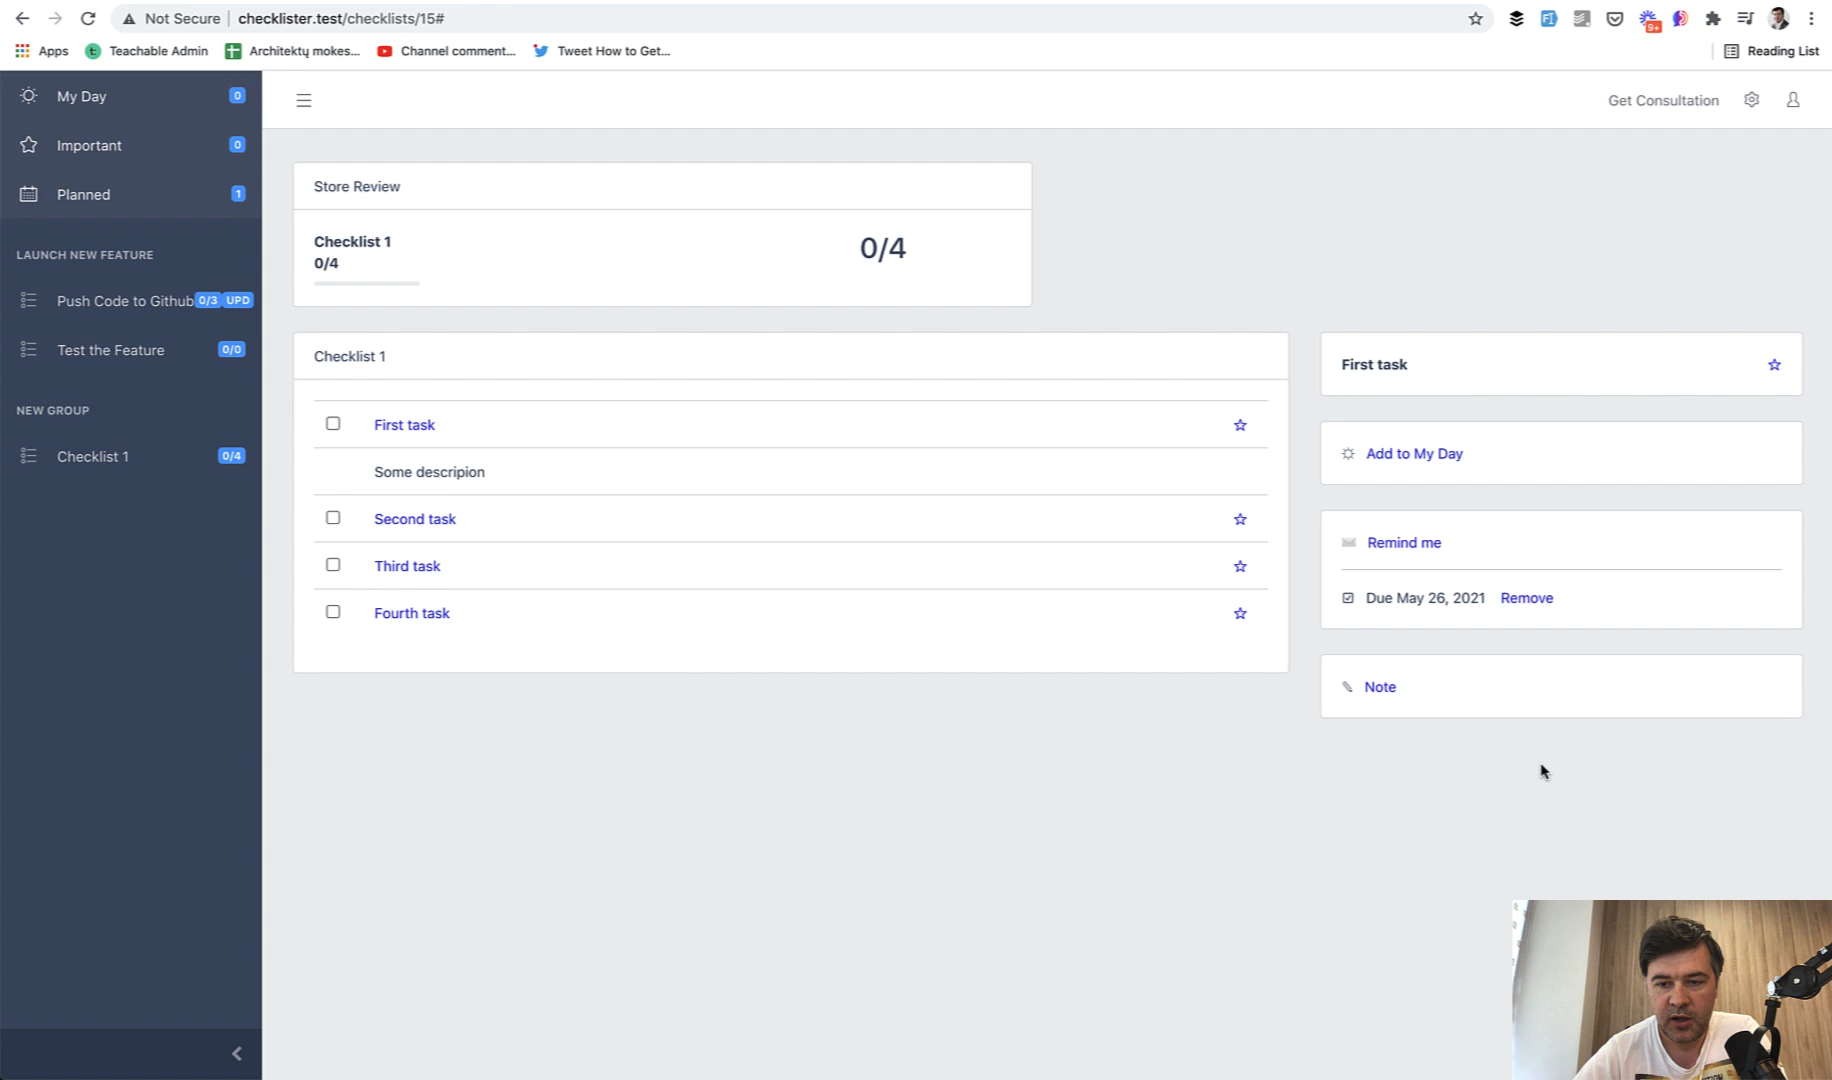 Not Secure
checklister.test/checklists/15#
9+
Apps
Teachable Admin
Architektų mokes...
Channel comment...
Tweet How to Get...
Reading List
My Day
0
Important
0
Planned
1
LAUNCH NEW FEATURE
Push Code to Github
0/3
UPD
Test the Feature
0/0
NEW GROUP
Checklist 1
0/4
Get Consultation
Store Review
Checklist 1
0/4
0/4
Checklist 1
First task
Some descripion
Second task
Third task
Fourth task
First task
Add to My Day
Remind me
Due May 26, 2021
Remove
Note